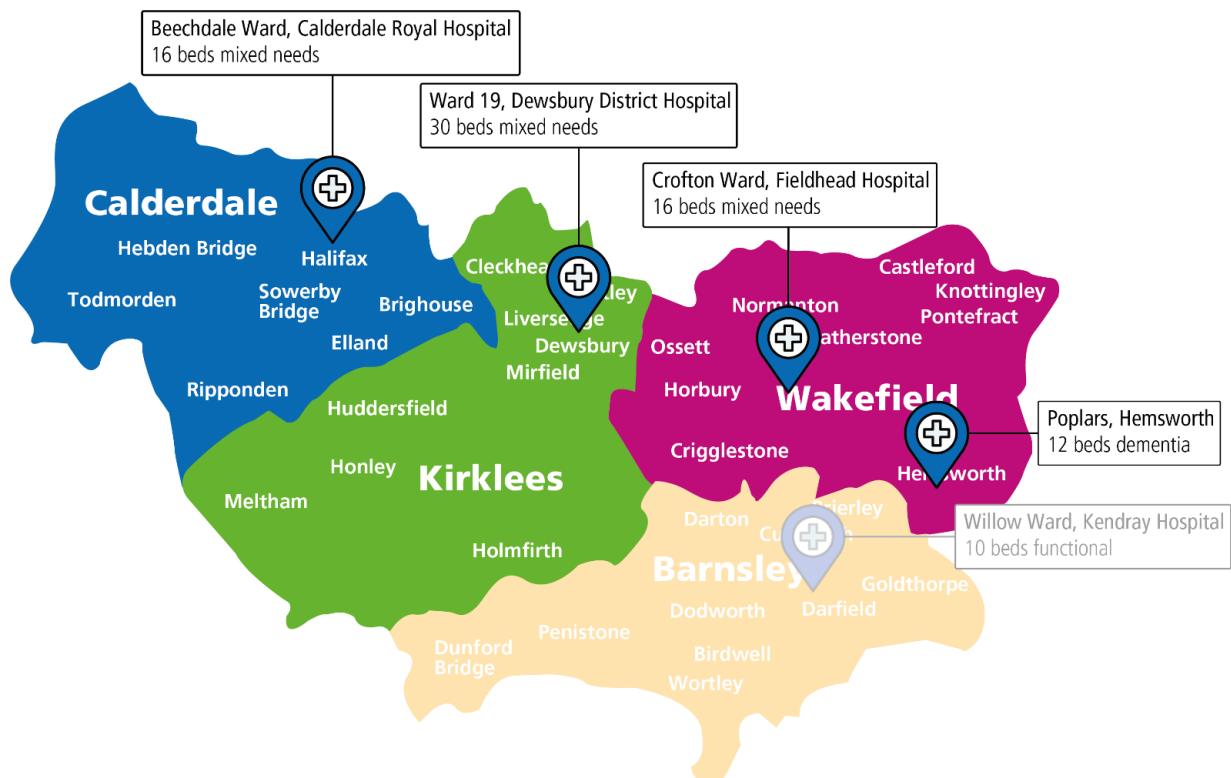 Beechdale Ward, Calderdale Royal Hospital
16 beds mixed needs
Ward 19, Dewsbury District Hospital
30 beds mixed needs
Crofton Ward, Fieldhead Hospital
16 beds mixed needs
Calderdale
Hebden Bridge
Halifax
Todmorden
Sowerby
Bridge
Brighouse
Elland
Ripponden
Liversedge
Dewsbury
Mirfield
Huddersfield
Honley
Kirklees
Meltham
Holmfirth
Castleford
Knottingley
Pontefract
Normanton
Ossett
Horbury
Wakefield
Crigglestone
Hemsworth
Poplars, Hemsworth
12 beds dementia
Willow Ward, Kendray Hospital
10 beds functional
Darton
Barnsley
Goldthorpe
Dodworth
Darfield
Penistone
Dunford
Bridge
Birdwell
Wortley